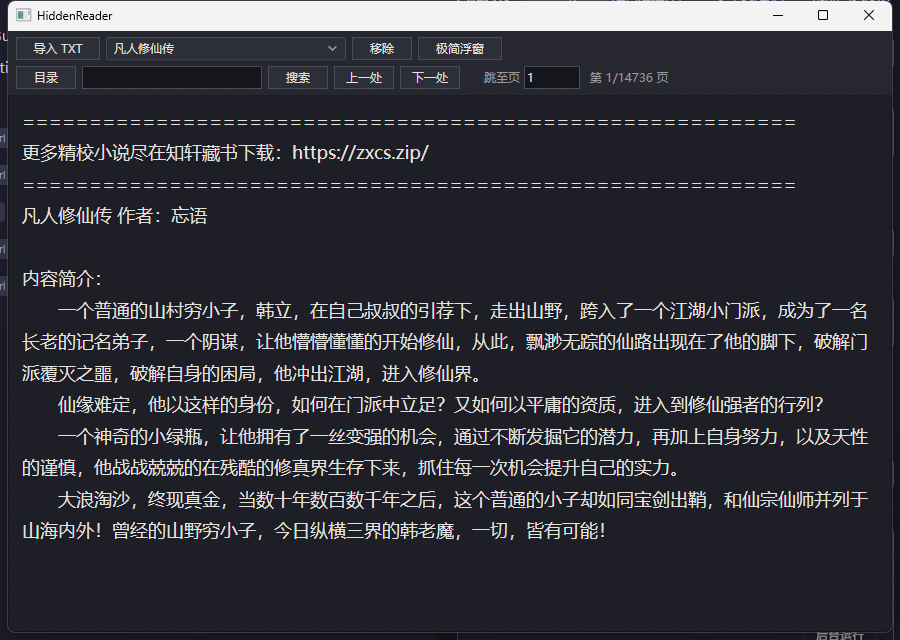 HiddenReader
导入 TXT 凡人修仙传 移除 极简浮窗
目录 搜索 上一处 下一处 跳至页 1 第 1/14736 页
==========================================================
更多精校小说尽在知轩藏书下载：https://zxcs.zip/
==========================================================
凡人修仙传 作者：忘语
内容简介：
一个普通的山村穷小子，韩立，在自己叔叔的引荐下，走出山野，跨入了一个江湖小门派，成为了一名
长老的记名弟子，一个阴谋，让他懵懵懂懂的开始修仙，从此，飘渺无踪的仙路出现在了他的脚下，破解门
派覆灭之噩，破解自身的困局，他冲出江湖，进入修仙界。
仙缘难定，他以这样的身份，如何在门派中立足？又如何以平庸的资质，进入到修仙强者的行列？
一个神奇的小绿瓶，让他拥有了一丝变强的机会，通过不断发掘它的潜力，再加上自身努力，以及天性
的谨慎，他战战兢兢的在残酷的修真界生存下来，抓住每一次机会提升自己的实力。
大浪淘沙，终现真金，当数十年数百数千年之后，这个普通的小子却如同宝剑出鞘，和仙宗仙师并列于
山海内外！曾经的山野穷小子，今日纵横三界的韩老魔，一切，皆有可能！